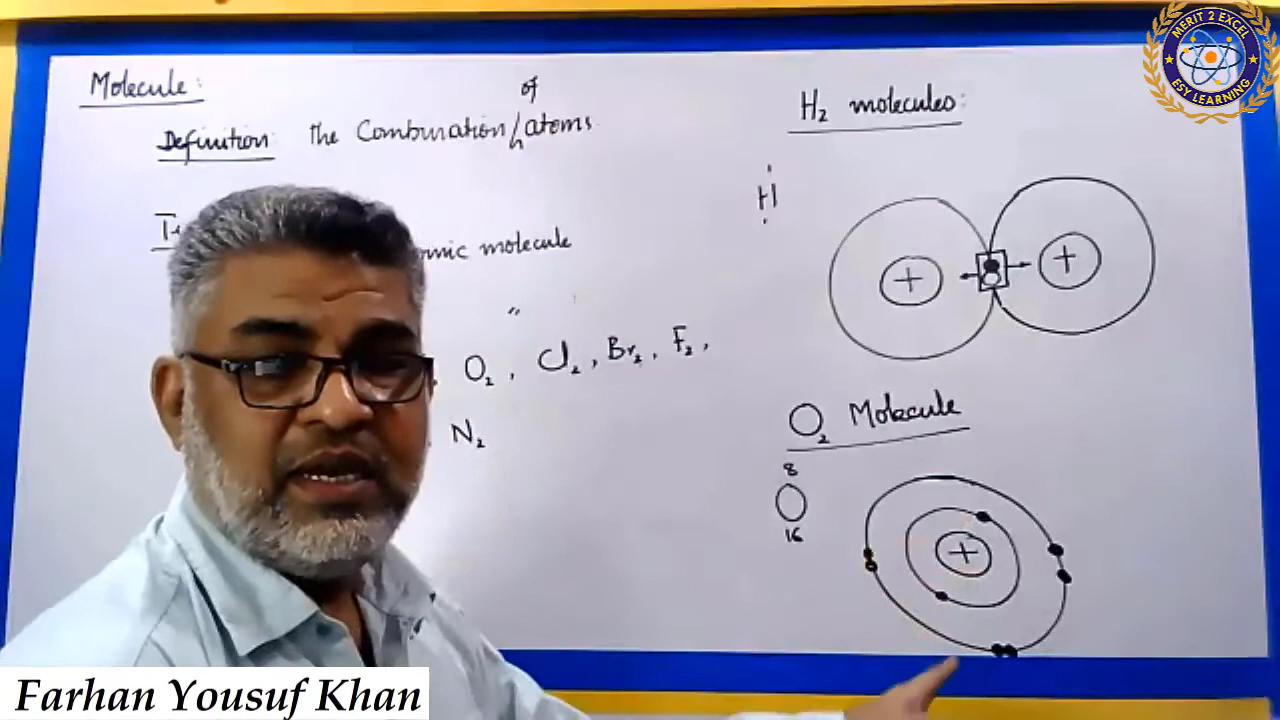 MERIT 2 EXCEL
ESY LEARNING
Molecule:
of
Definition: The Combination atoms
molecule
"
O2, Cl2, Br2, F2,
N2
H2 molecules:
H
+ +
O2 Molecule
8
O
16
+
Farhan Yousuf Khan